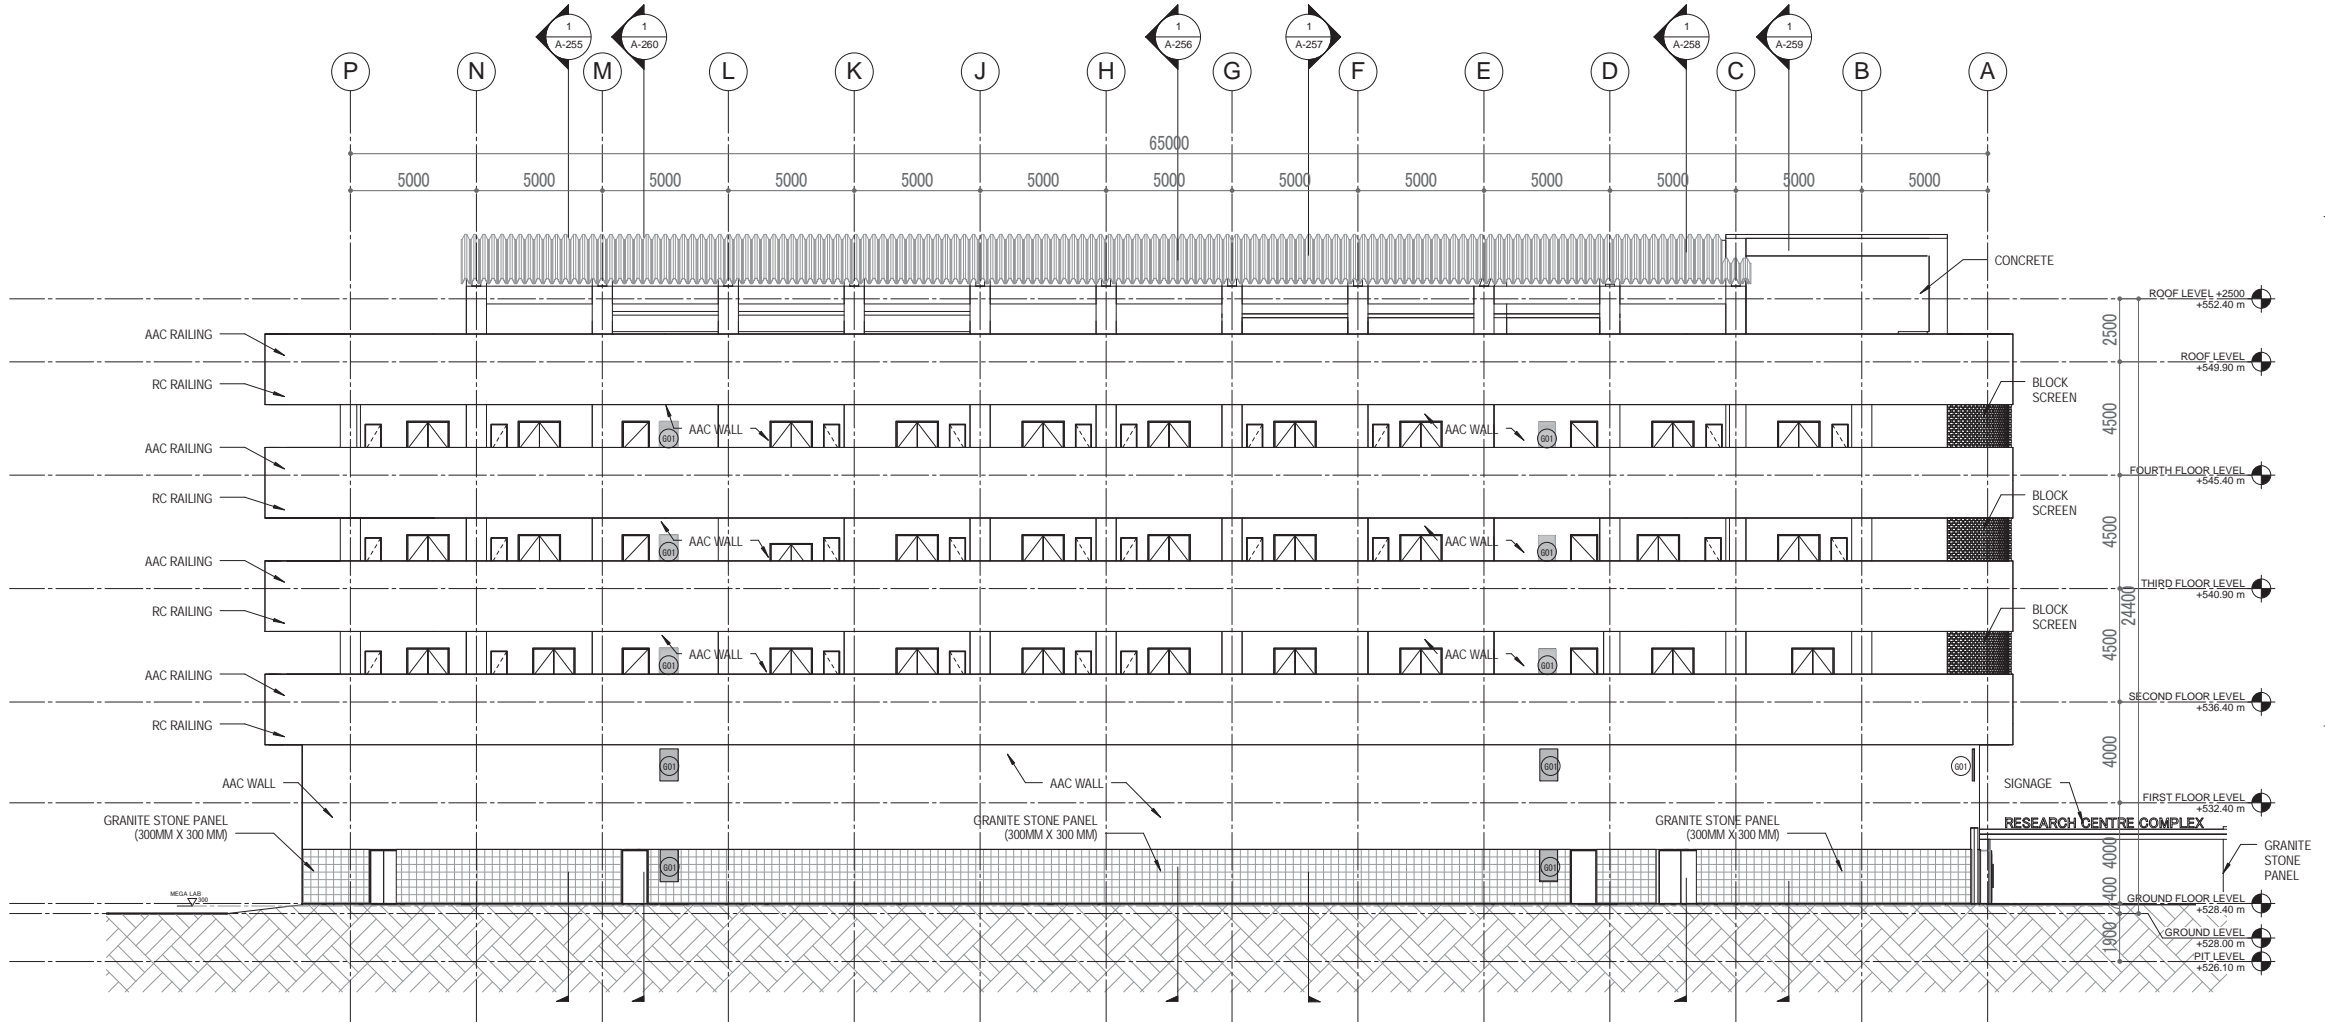 1
A-255
1
A-260
1
A-256
1
A-257
1
A-258
1
A-259
P
N
M
L
K
J
H
G
F
E
D
C
B
A
65000
5000
5000
5000
5000
5000
5000
5000
5000
5000
5000
5000
5000
5000
CONCRETE
ROOF LEVEL +2500
+552.40 m
2500
AAC RAILING
ROOF LEVEL
+549.90 m
RC RAILING
BLOCK
SCREEN
4500
G01
AAC WALL
AAC WALL
G01
AAC RAILING
FOURTH FLOOR LEVEL
+545.40 m
RC RAILING
BLOCK
SCREEN
4500
G01
AAC WALL
AAC WALL
G01
AAC RAILING
THIRD FLOOR LEVEL
+540.90 m
24400
RC RAILING
BLOCK
SCREEN
4500
G01
AAC WALL
AAC WALL
G01
AAC RAILING
SECOND FLOOR LEVEL
+536.40 m
RC RAILING
4000
G01
G01
G01
AAC WALL
AAC WALL
SIGNAGE
FIRST FLOOR LEVEL
+532.40 m
GRANITE STONE PANEL
(300MM X 300 MM)
GRANITE STONE PANEL
(300MM X 300 MM)
GRANITE STONE PANEL
(300MM X 300 MM)
RESEARCH CENTRE COMPLEX
4000
GRANITE
STONE
PANEL
G01
G01
MEGA LAB
300
400
GROUND FLOOR LEVEL
+528.40 m
GROUND LEVEL
+528.00 m
1900
PIT LEVEL
+526.10 m